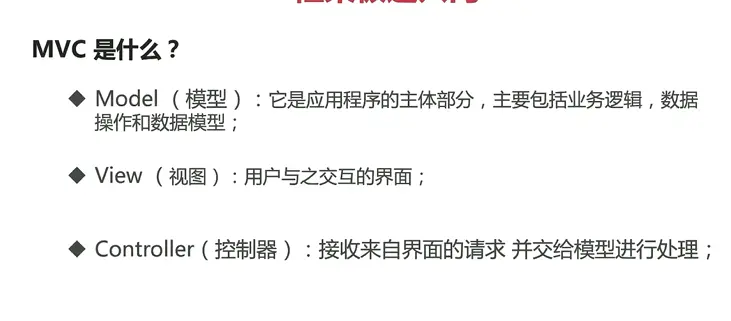 MVC 是什么？
◆ Model （模型）：它是应用程序的主体部分，主要包括业务逻辑，数据
操作和数据模型；
◆ View （视图）：用户与之交互的界面；
◆ Controller（控制器）：接收来自界面的请求 并交给模型进行处理；